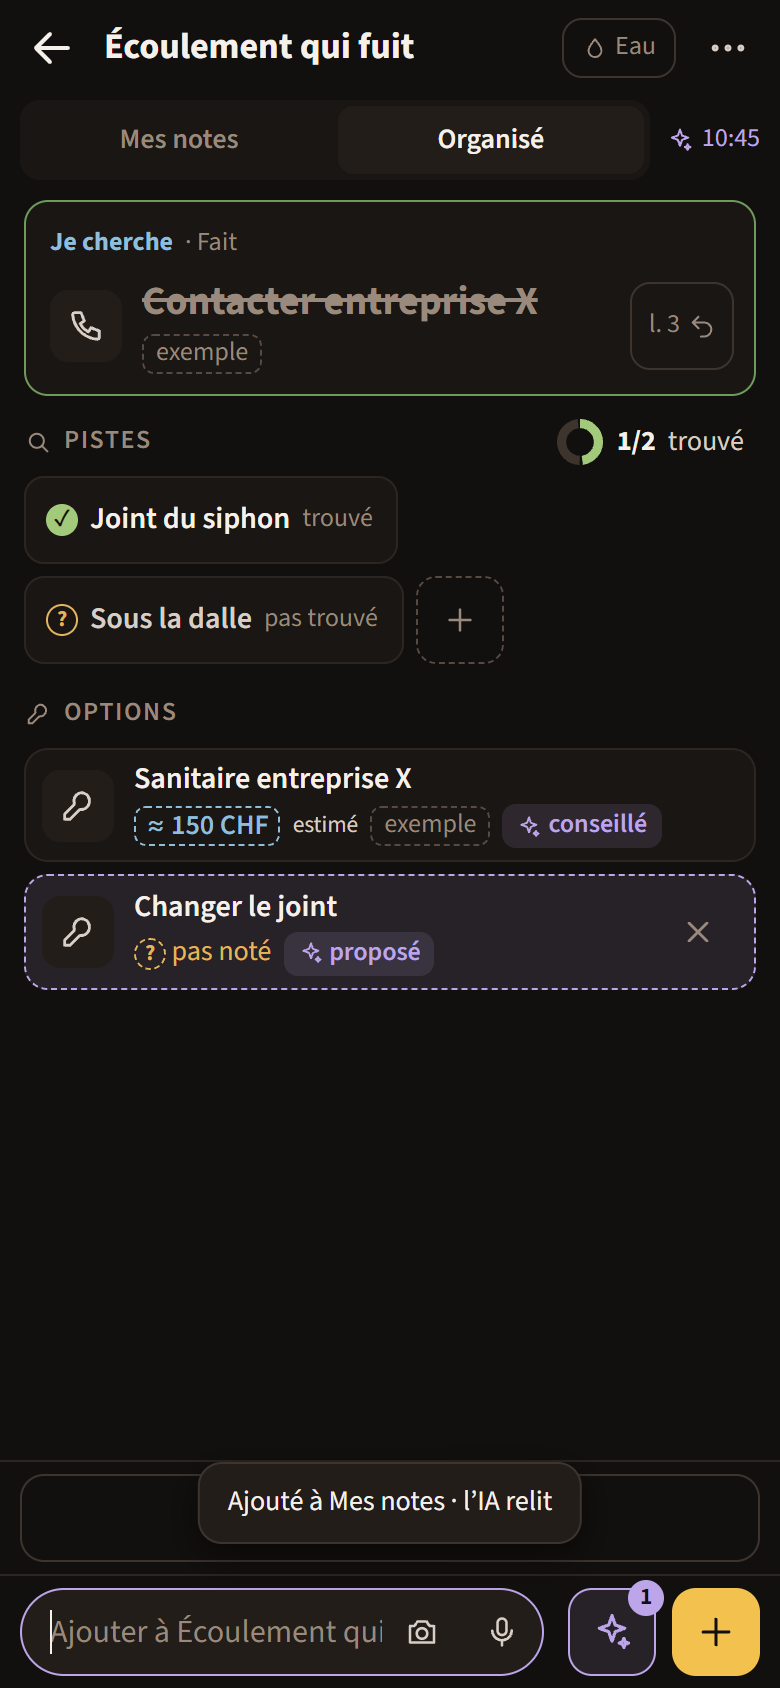 Écoulement qui fuit
Eau
Mes notes
Organisé
10:45
Je cherche · Fait
Contacter entreprise X
exemple
l. 3
PISTES
1/2 trouvé
Joint du siphon trouvé
Sous la dalle pas trouvé
OPTIONS
Sanitaire entreprise X
≈ 150 CHF estimé exemple conseillé
Changer le joint
? pas noté proposé
Ajouté à Mes notes · l’IA relit
Ajouter à Écoulement qui
1